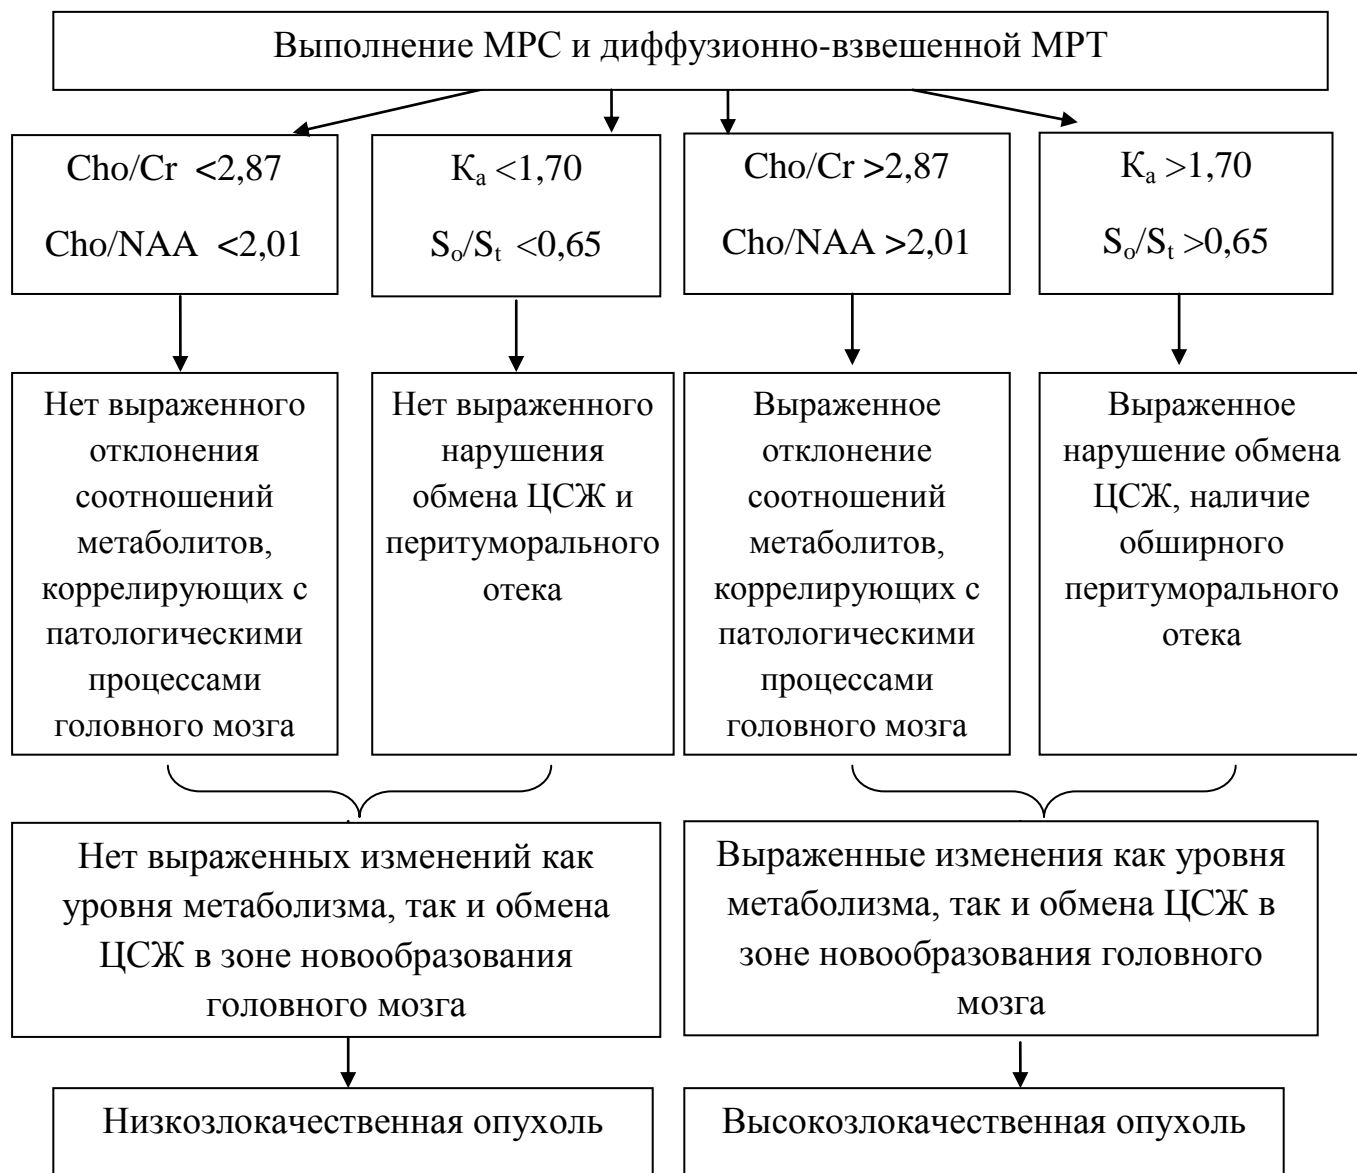 Выполнение МРС и диффузионно-взвешенной МРТ
Cho/Cr <2,87
Cho/NAA <2,01
Kₐ <1,70
Sₒ/Sₜ <0,65
Cho/Cr >2,87
Cho/NAA >2,01
Kₐ >1,70
Sₒ/Sₜ >0,65
Нет выраженного
отклонения
соотношений
метаболитов,
коррелирующих с
патологическими
процессами
головного мозга
Нет выраженного
нарушения
обмена ЦСЖ и
перитуморального
отека
Выраженное
отклонение
соотношений
метаболитов,
коррелирующих с
патологическими
процессами
головного мозга
Выраженное
нарушение обмена
ЦСЖ, наличие
обширного
перитуморального
отека
Нет выраженных изменений как
уровня метаболизма, так и обмена
ЦСЖ в зоне новообразования
головного мозга
Выраженные изменения как уровня
метаболизма, так и обмена ЦСЖ в
зоне новообразования головного
мозга
Низкозлокачественная опухоль
Высокозлокачественная опухоль